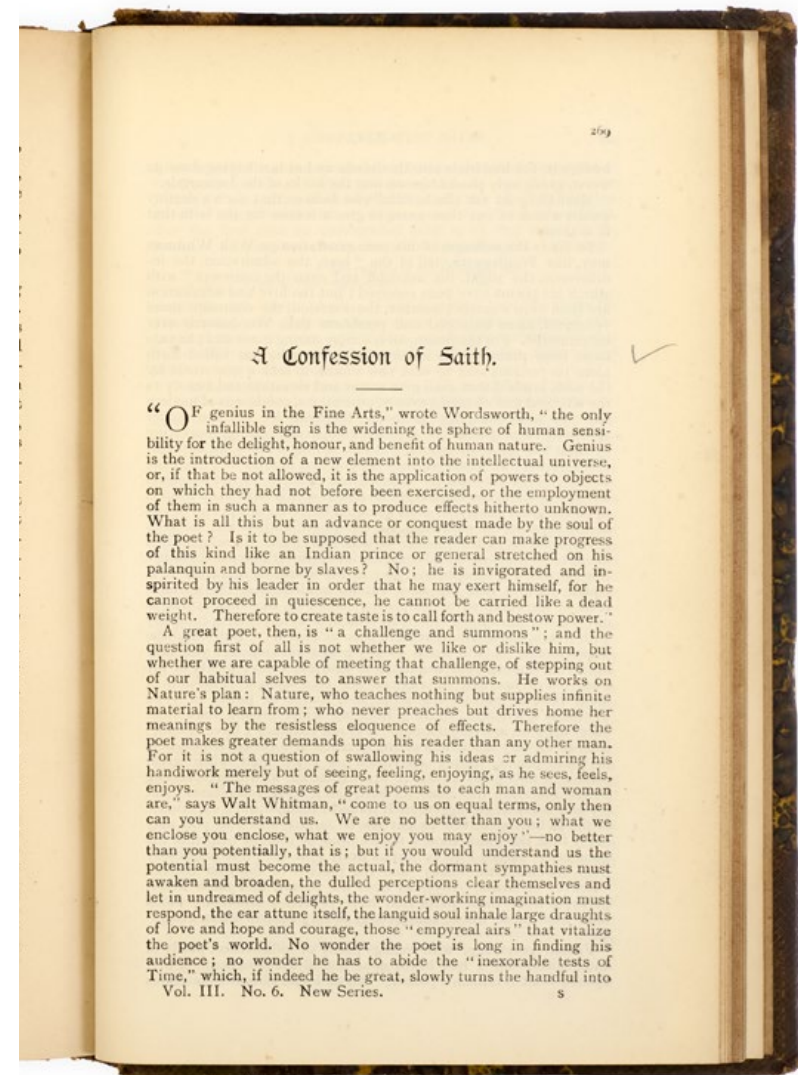 269
A Confession of Faith.
“OF genius in the Fine Arts,” wrote Wordsworth, “ the only
infallible sign is the widening the sphere of human sensi-
bility for the delight, honour, and benefit of human nature. Genius
is the introduction of a new element into the intellectual universe,
or, if that be not allowed, it is the application of powers to objects
on which they had not before been exercised, or the employment
of them in such a manner as to produce effects hitherto unknown.
What is all this but an advance or conquest made by the soul of
the poet ? Is it to be supposed that the reader can make progress
of this kind like an Indian prince or general stretched on his
palanquin and borne by slaves ? No ; he is invigorated and in-
spirited by his leader in order that he may exert himself, for he
cannot proceed in quiescence, he cannot be carried like a dead
weight. Therefore to create taste is to call forth and bestow power.”
A great poet, then, is “ a challenge and summons ” ; and the
question first of all is not whether we like or dislike him, but
whether we are capable of meeting that challenge, of stepping out
of our habitual selves to answer that summons. He works on
Nature's plan : Nature, who teaches nothing but supplies infinite
material to learn from ; who never preaches but drives home her
meanings by the resistless eloquence of effects. Therefore the
poet makes greater demands upon his reader than any other man.
For it is not a question of swallowing his ideas or admiring his
handiwork merely but of seeing, feeling, enjoying, as he sees, feels,
enjoys. “ The messages of great poems to each man and woman
are,” says Walt Whitman, “ come to us on equal terms, only then
can you understand us. We are no better than you ; what we
enclose you enclose, what we enjoy you may enjoy ”—no better
than you potentially, that is ; but if you would understand us the
potential must become the actual, the dormant sympathies must
awaken and broaden, the dulled perceptions clear themselves and
let in undreamed of delights, the wonder-working imagination must
respond, the ear attune itself, the languid soul inhale large draughts
of love and hope and courage, those “ empyreal airs ” that vitalize
the poet's world. No wonder the poet is long in finding his
audience ; no wonder he has to abide the “ inexorable tests of
Time,” which, if indeed he be great, slowly turns the handful into
Vol. III. No. 6. New Series. s